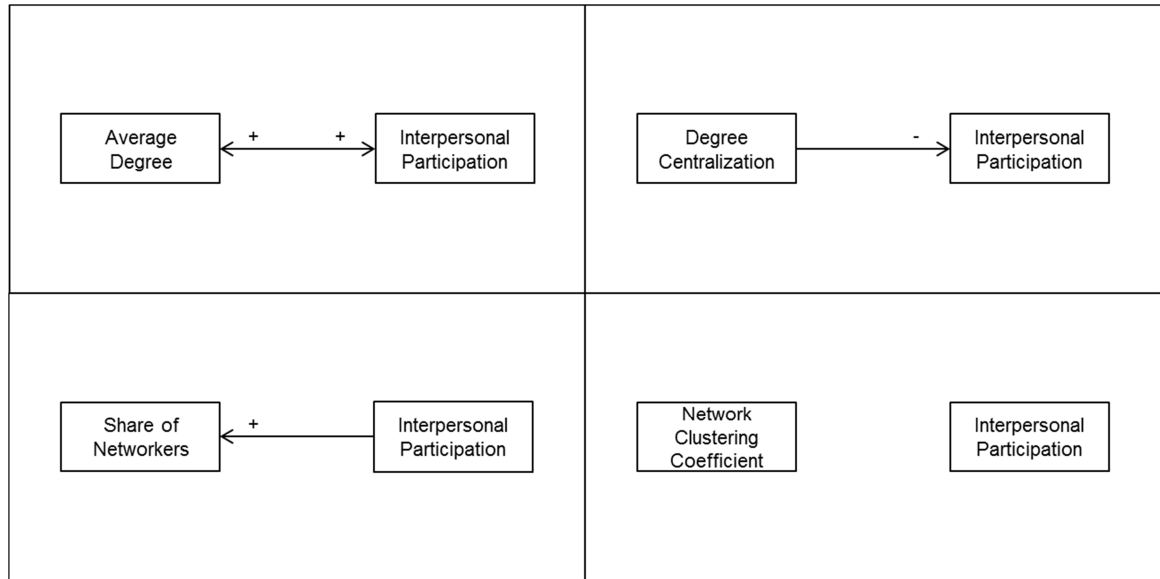 Average
Degree
+
+
Interpersonal
Participation
Degree
Centralization
-
Interpersonal
Participation
Share of
Networkers
+
Interpersonal
Participation
Network
Clustering
Coefficient
Interpersonal
Participation